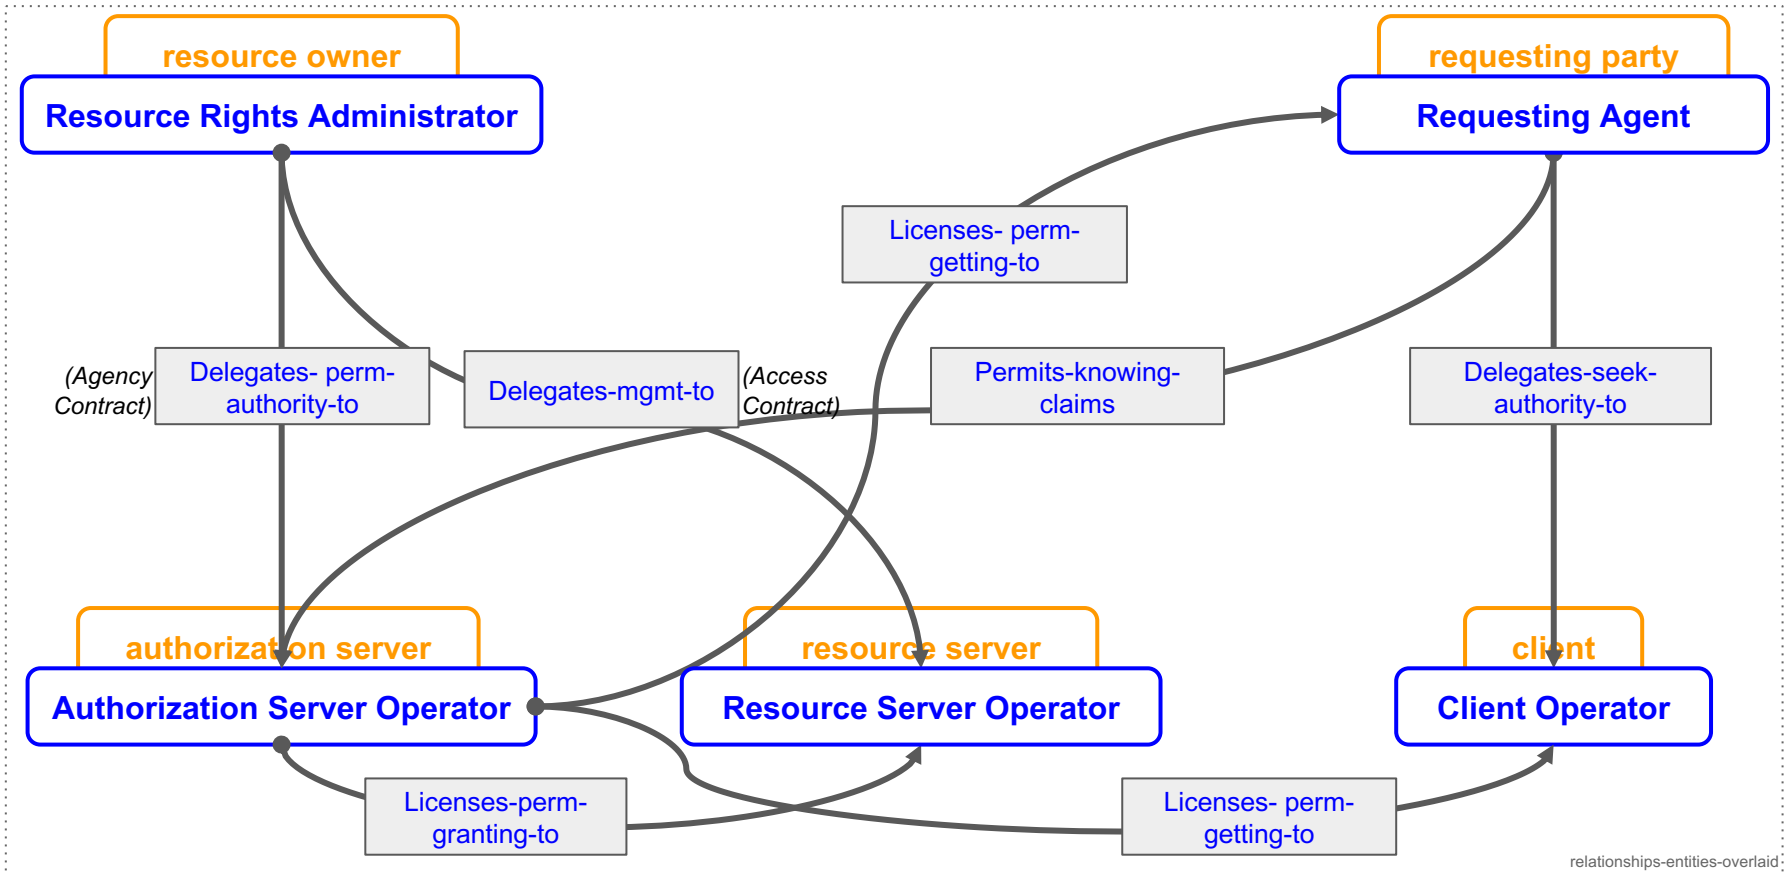 resource owner
requesting party
Resource Rights Administrator
Requesting Agent
Licenses- perm-
getting-to
(Agency
Contract)
Delegates- perm-
authority-to
Delegates-mgmt-to
(Access
Contract)
Permits-knowing-
claims
Delegates-seek-
authority-to
authorization server
resource server
client
Authorization Server Operator
Resource Server Operator
Client Operator
Licenses-perm-
granting-to
Licenses- perm-
getting-to
relationships-entities-overlaid